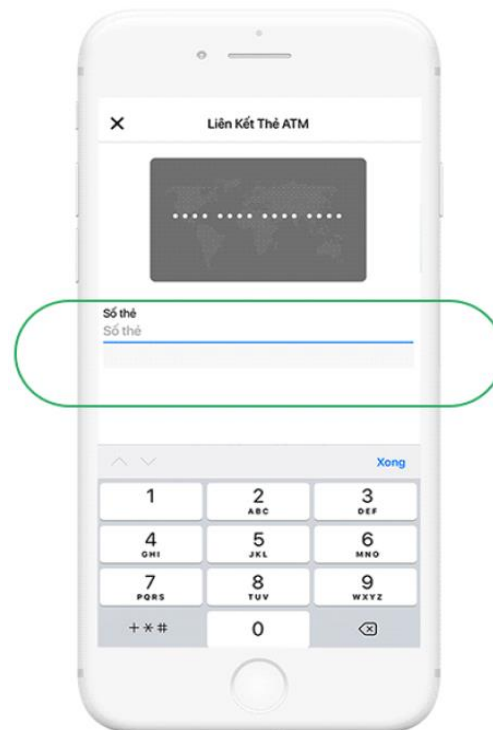 Liên Kết Thẻ ATM
Số thẻ
Số thẻ
Xong
1 2 3
ABC DEF
4 5 6
GHI JKL MNO
7 8 9
PQRS TUV WXYZ
+*# 0